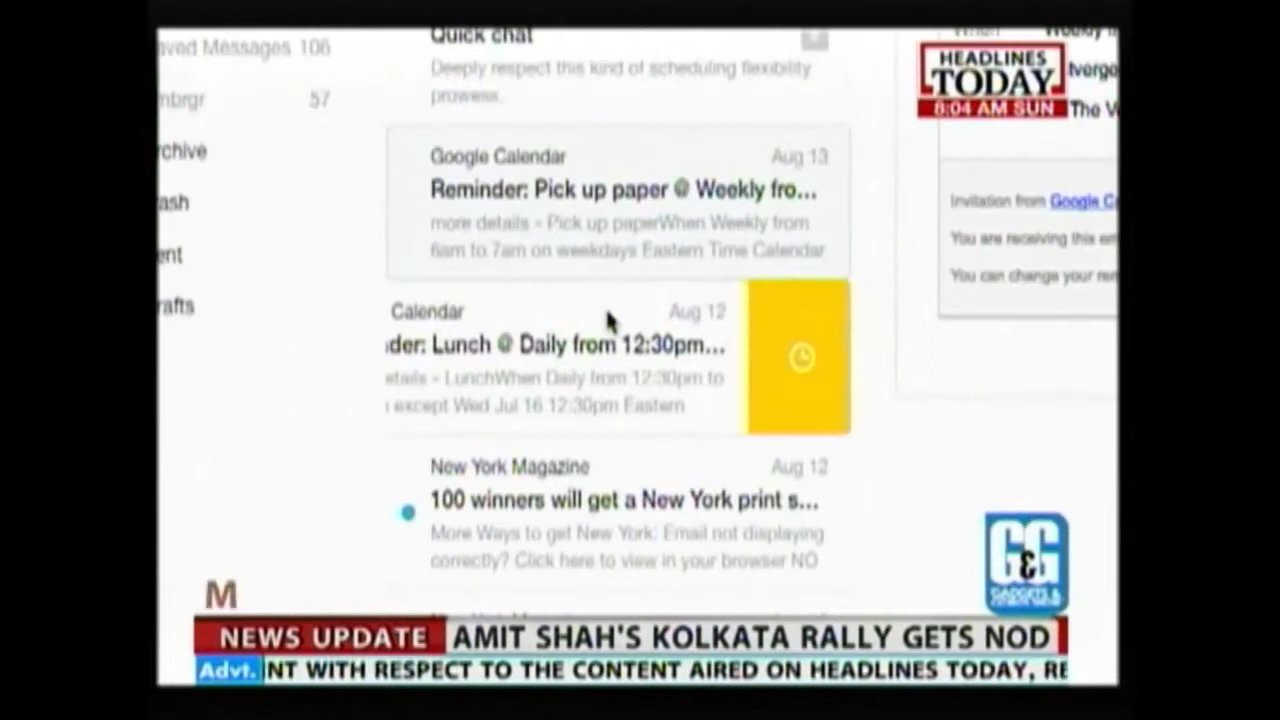 aved Messages 106
mbrgr 57
rchive
ash
ent
rafts
Quick chat
Deeply respect this kind of scheduling flexibility
prowess.
Google Calendar Aug 13
Reminder: Pick up paper @ Weekly fro...
more details » Pick up paperWhen Weekly from
6am to 7am on weekdays Eastern Time Calendar
Calendar Aug 12
der: Lunch @ Daily from 12:30pm...
etails » LunchWhen Daily from 12:30pm to
except Wed Jul 16 12:30pm Eastern
New York Magazine Aug 12
100 winners will get a New York print s...
More Ways to get New York: Email not displaying
correctly? Click here to view in your browser NO
When Weekly
The V
Invitation from Google C
You are receiving this em
You can change your rem
HEADLINES
TODAY
8:04 AM SUN
G&G
GADGETS &
M
NEWS UPDATE AMIT SHAH'S KOLKATA RALLY GETS NOD
Advt. NT WITH RESPECT TO THE CONTENT AIRED ON HEADLINES TODAY, RE